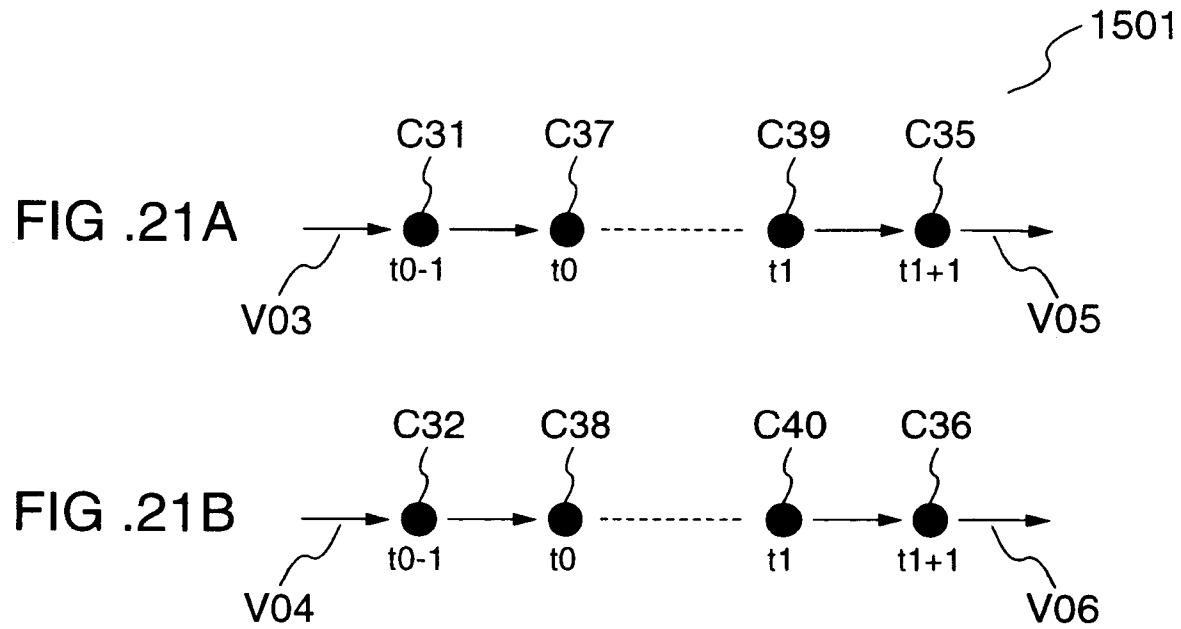 1501
C31 C37 C39 C35
FIG .21A
t0-1 t0 t1 t1+1
V03 V05
C32 C38 C40 C36
FIG .21B
t0-1 t0 t1 t1+1
V04 V06